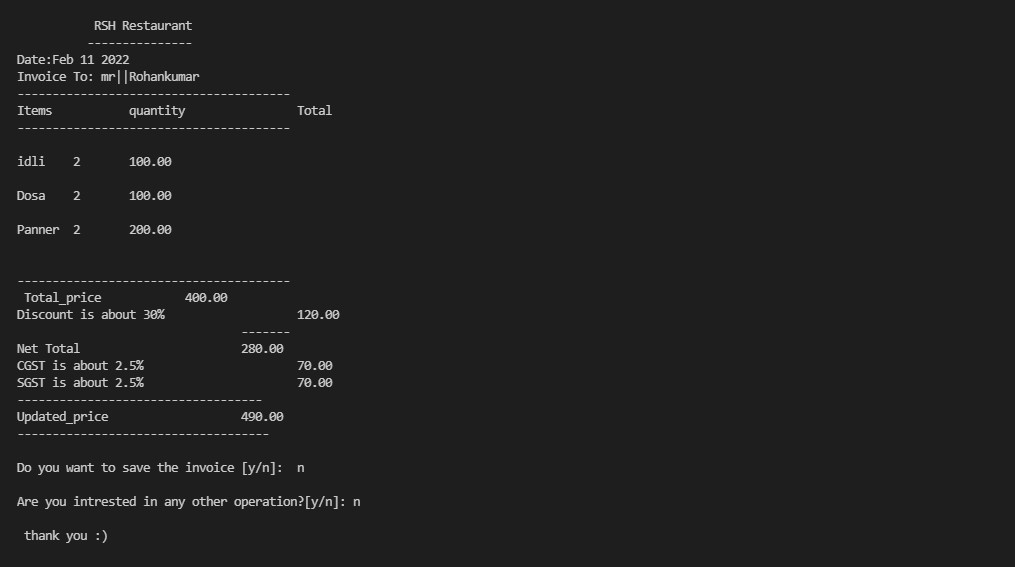 RSH Restaurant
---------------
Date:Feb 11 2022
Invoice To: mr||Rohankumar
---------------------------------------
Items quantity Total
---------------------------------------
idli 2 100.00
Dosa 2 100.00
Panner 2 200.00
---------------------------------------
Total_price 400.00
Discount is about 30% 120.00
-------
Net Total 280.00
CGST is about 2.5% 70.00
SGST is about 2.5% 70.00
-----------------------------------
Updated_price 490.00
------------------------------------
Do you want to save the invoice [y/n]: n
Are you intrested in any other operation?[y/n]: n
thank you :)